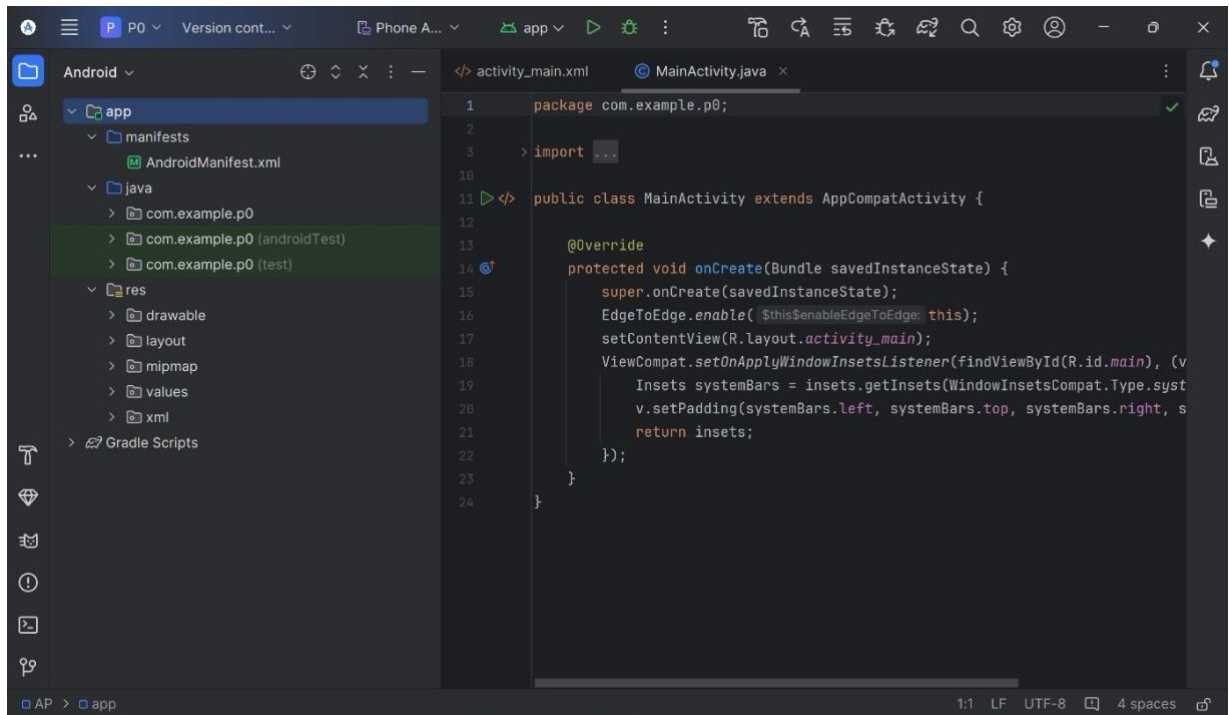 P P0 Version cont... Phone A... app
Android
app
manifests
M AndroidManifest.xml
java
com.example.p0
com.example.p0 (androidTest)
com.example.p0 (test)
res
drawable
layout
mipmap
values
xml
Gradle Scripts
</> activity_main.xml
C MainActivity.java
1 package com.example.p0;
2
3 import ...
10
11 </> public class MainActivity extends AppCompatActivity {
12
13 @Override
14 protected void onCreate(Bundle savedInstanceState) {
15 super.onCreate(savedInstanceState);
16 EdgeToEdge.enable( $this$enableEdgeToEdge: this);
17 setContentView(R.layout.activity_main);
18 ViewCompat.setOnApplyWindowInsetsListener(findViewById(R.id.main), (v
19 Insets systemBars = insets.getInsets(WindowInsetsCompat.Type.syst
20 v.setPadding(systemBars.left, systemBars.top, systemBars.right, s
21 return insets;
22 });
23 }
24 }
AP > app
1:1 LF UTF-8 4 spaces